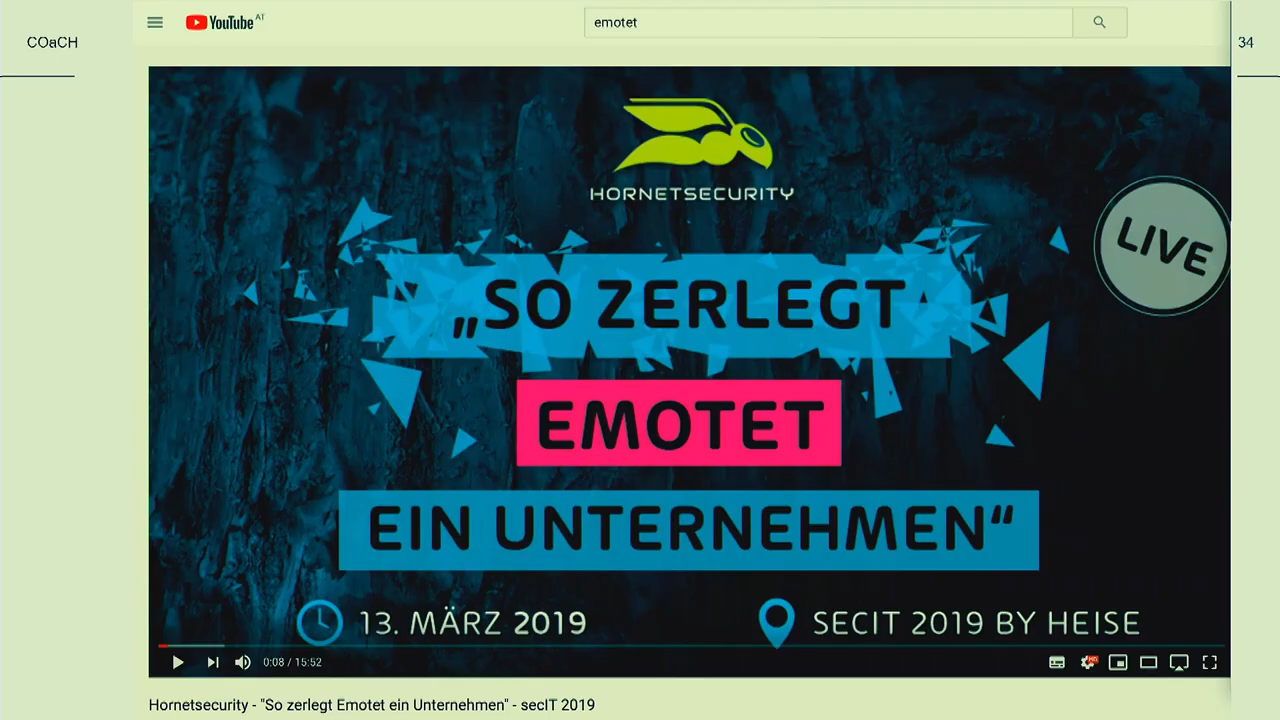 COaCH
YouTube AT
emotet
34
HORNETSECURITY
LIVE
„SO ZERLEGT
EMOTET
EIN UNTERNEHMEN“
13. MÄRZ 2019
SECIT 2019 BY HEISE
0:08 / 15:52
Hornetsecurity - "So zerlegt Emotet ein Unternehmen" - secIT 2019